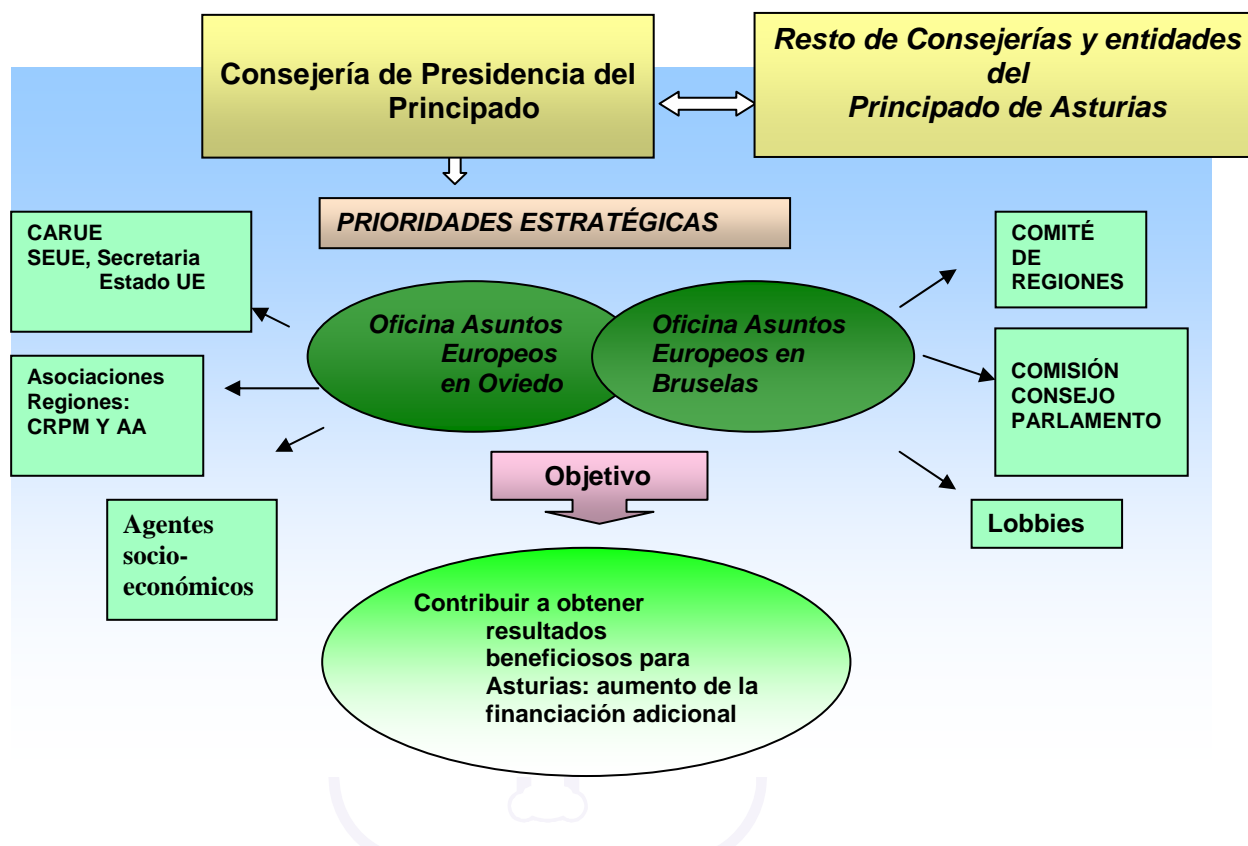 Consejería de Presidencia del
Principado
Resto de Consejerías y entidades
del
Principado de Asturias
PRIORIDADES ESTRATÉGICAS
CARUE
SEUE, Secretaria
Estado UE
Asociaciones
Regiones:
CRPM Y AA
Agentes
socio-
económicos
Oficina Asuntos
Europeos
en Oviedo
Oficina Asuntos
Europeos en
Bruselas
COMITÉ
DE
REGIONES
COMISIÓN
CONSEJO
PARLAMENTO
Lobbies
Objetivo
Contribuir a obtener
resultados
beneficiosos para
Asturias: aumento de la
financiación adicional